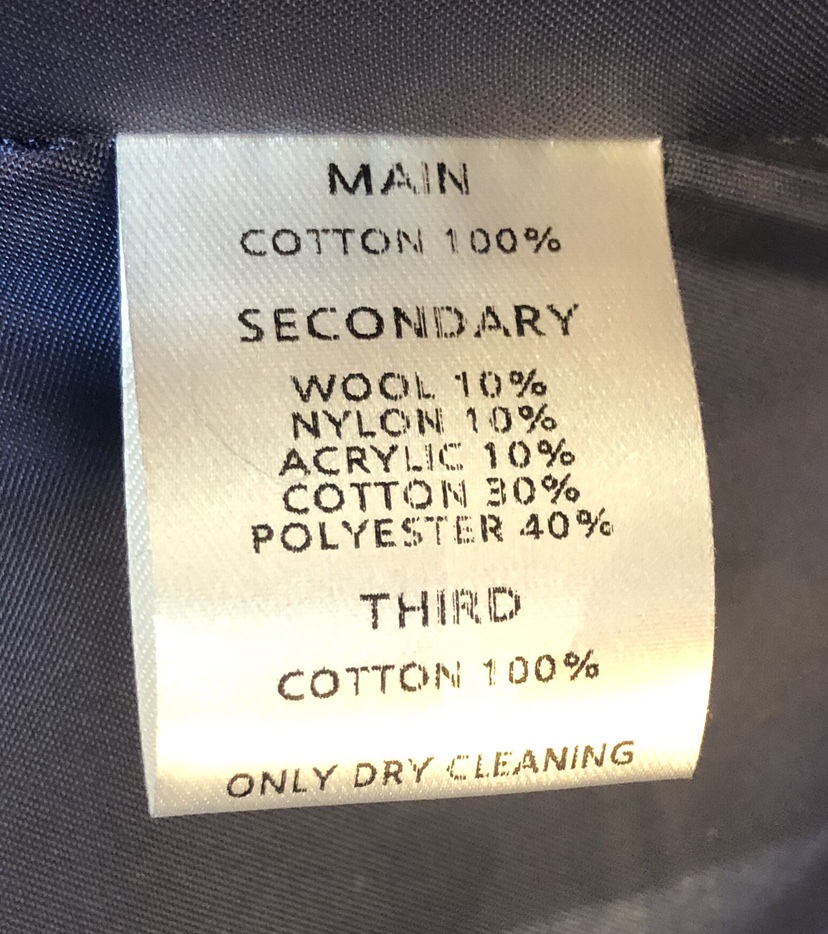 MAIN
COTTON 100%
SECONDARY
WOOL 10%
NYLON 10%
ACRYLIC 10%
COTTON 30%
POLYESTER 40%
THIRD
COTTON 100%
ONLY DRY CLEANING